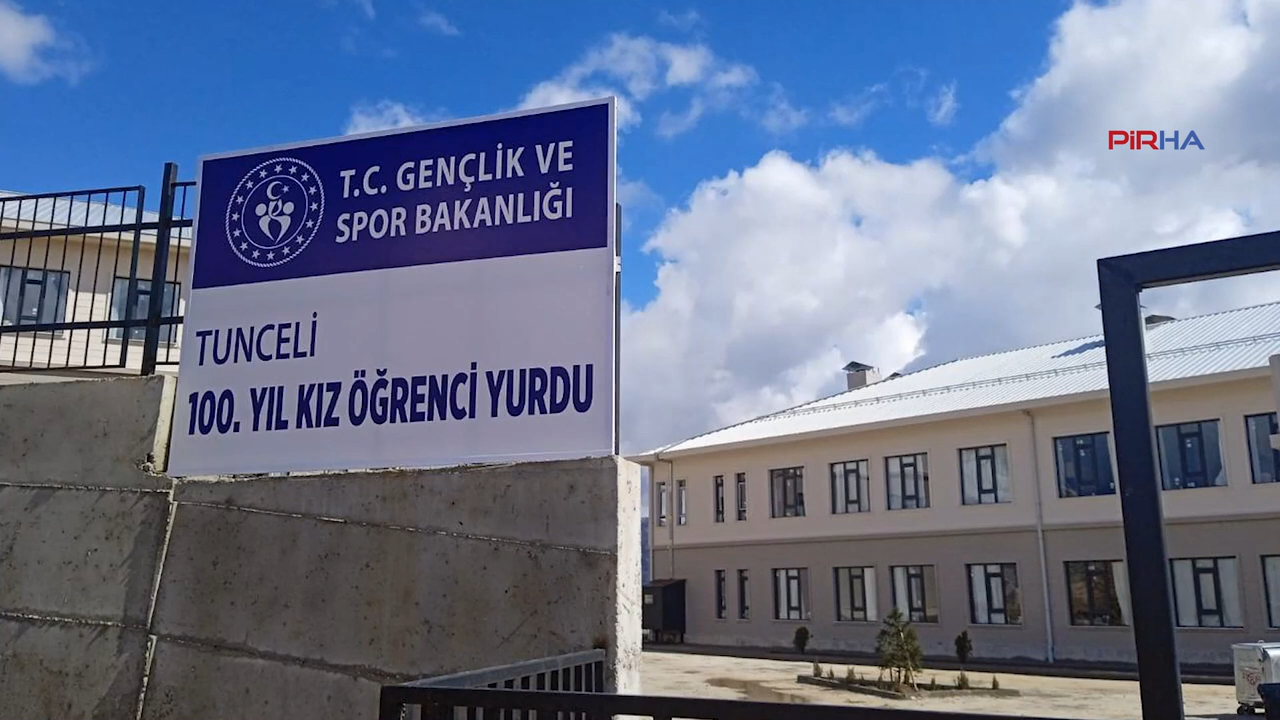 PİRHA
T.C. GENÇLİK VE
SPOR BAKANLIĞI
TUNCELİ
100. YIL KIZ ÖĞRENCİ YURDU